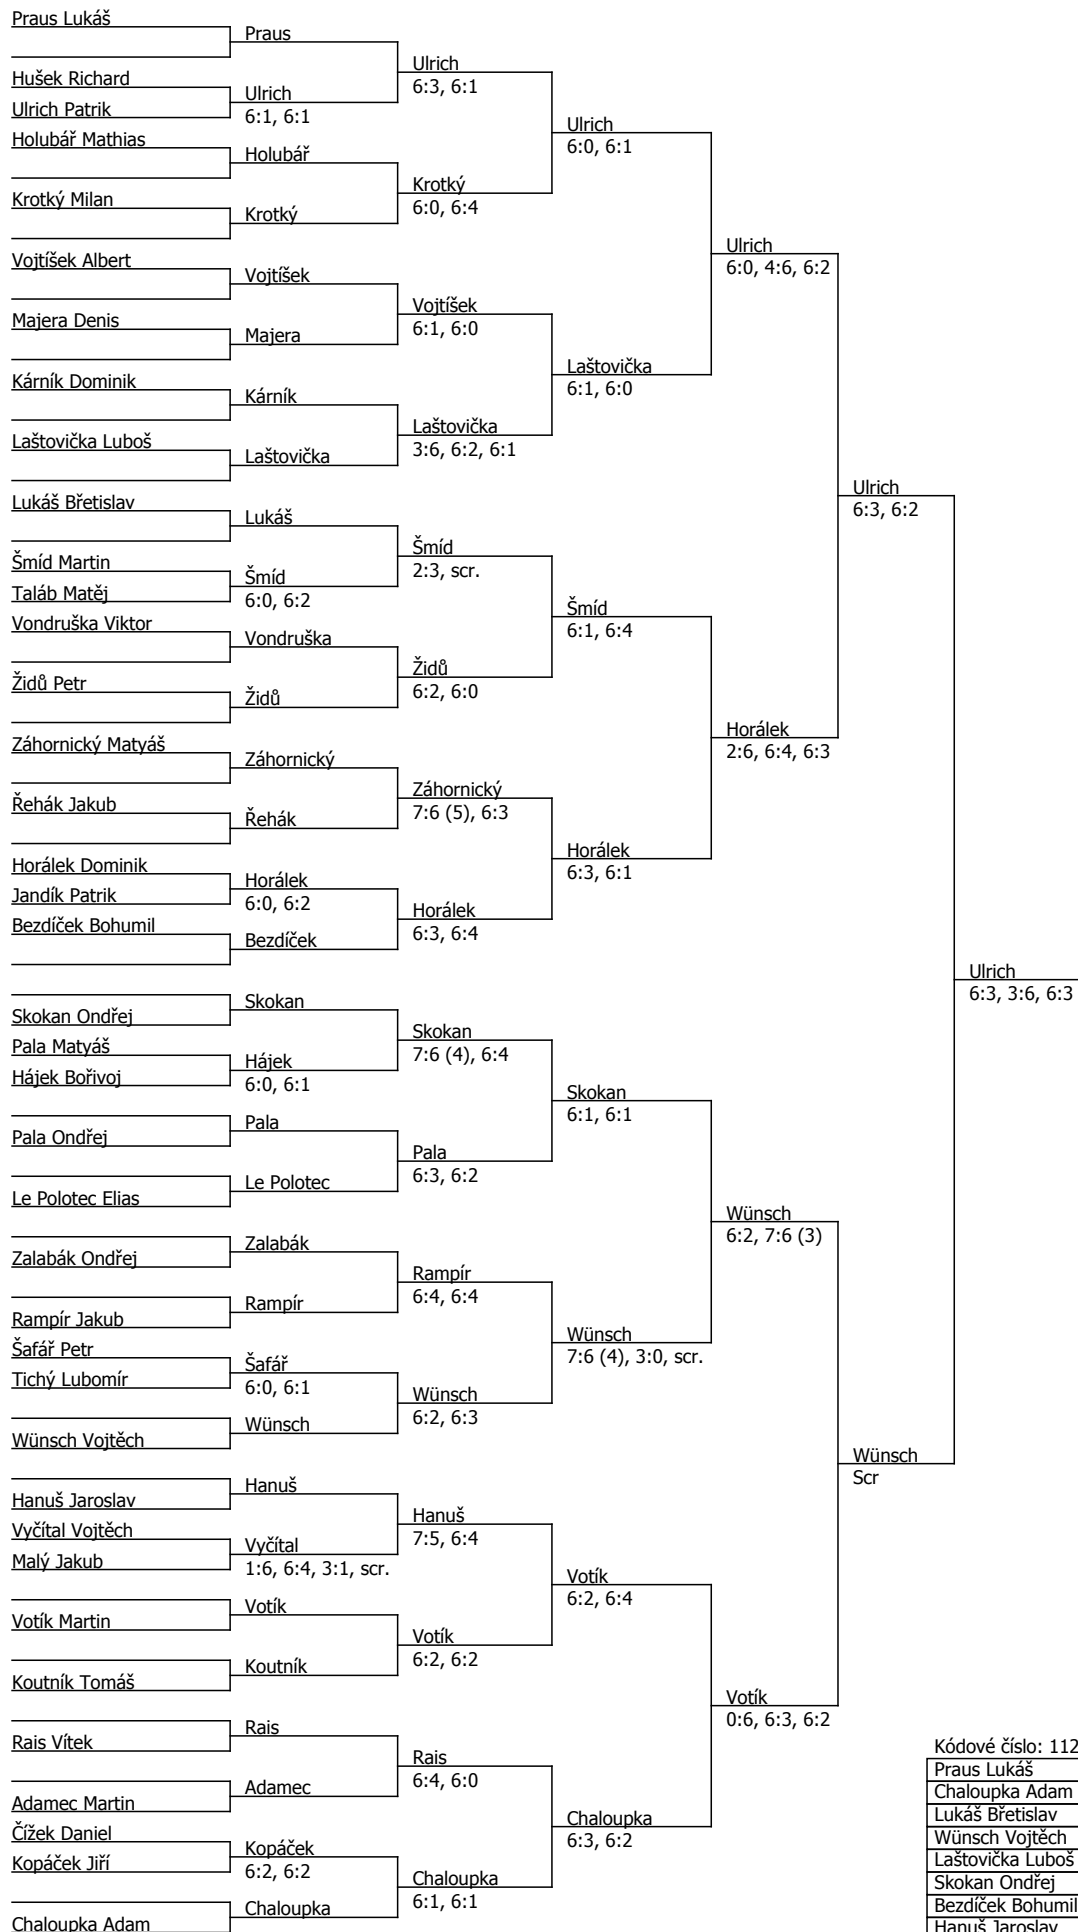 Praus Lukáš
Hušek Richard
Ulrich Patrik
Holubář Mathias
Krotký Milan
Vojtíšek Albert
Majera Denis
Kárník Dominik
Laštovička Luboš
Lukáš Břetislav
Šmíd Martin
Taláb Matěj
Vondruška Viktor
Židů Petr
Záhornický Matyáš
Řehák Jakub
Horálek Dominik
Jandík Patrik
Bezdíček Bohumil
Skokan Ondřej
Pala Matyáš
Hájek Bořivoj
Pala Ondřej
Le Polotec Elias
Zalabák Ondřej
Rampír Jakub
Šafář Petr
Tichý Lubomír
Wünsch Vojtěch
Hanuš Jaroslav
Vyčítal Vojtěch
Malý Jakub
Votík Martin
Koutník Tomáš
Rais Vítek
Adamec Martin
Čížek Daniel
Kopáček Jiří
Chaloupka Adam
Praus
Ulrich
6:1, 6:1
Holubář
Krotký
Vojtíšek
Majera
Kárník
Laštovička
Lukáš
Šmíd
6:0, 6:2
Vondruška
Židů
Záhornický
Řehák
Horálek
6:0, 6:2
Bezdíček
Skokan
Hájek
6:0, 6:1
Pala
Le Polotec
Zalabák
Rampír
Šafář
6:0, 6:1
Wünsch
Hanuš
Vyčítal
1:6, 6:4, 3:1, scr.
Votík
Koutník
Rais
Adamec
Kopáček
6:2, 6:2
Chaloupka
Ulrich
6:3, 6:1
Krotký
6:0, 6:4
Vojtíšek
6:1, 6:0
Laštovička
3:6, 6:2, 6:1
Šmíd
2:3, scr.
Židů
6:2, 6:0
Záhornický
7:6 (5), 6:3
Horálek
6:3, 6:4
Skokan
7:6 (4), 6:4
Pala
6:3, 6:2
Rampír
6:4, 6:4
Wünsch
6:2, 6:3
Hanuš
7:5, 6:4
Votík
6:2, 6:2
Rais
6:4, 6:0
Chaloupka
6:1, 6:1
Ulrich
6:0, 6:1
Laštovička
6:1, 6:0
Šmíd
6:1, 6:4
Horálek
6:3, 6:1
Skokan
6:1, 6:1
Wünsch
7:6 (4), 3:0, scr.
Votík
6:2, 6:4
Chaloupka
6:3, 6:2
Ulrich
6:0, 4:6, 6:2
Horálek
2:6, 6:4, 6:3
Wünsch
6:2, 7:6 (3)
Votík
0:6, 6:3, 6:2
Ulrich
6:3, 6:2
Wünsch
Scr
Ulrich
6:3, 3:6, 6:3
Kódové číslo: 112
Praus Lukáš
Chaloupka Adam
Lukáš Břetislav
Wünsch Vojtěch
Laštovička Luboš
Skokan Ondřej
Bezdíček Bohumil
Hanuš Jaroslav